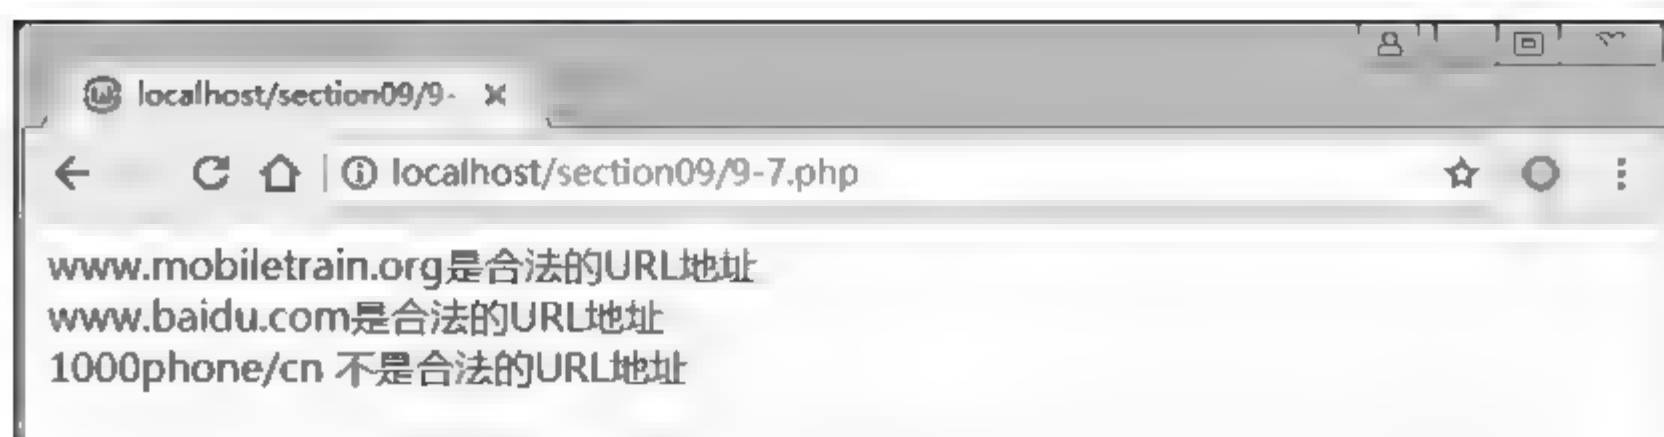 localhost/section09/9-
localhost/section09/9-7.php
www.mobiletrain.org是合法的URL地址
www.baidu.com是合法的URL地址
1000phone/cn 不是合法的URL地址